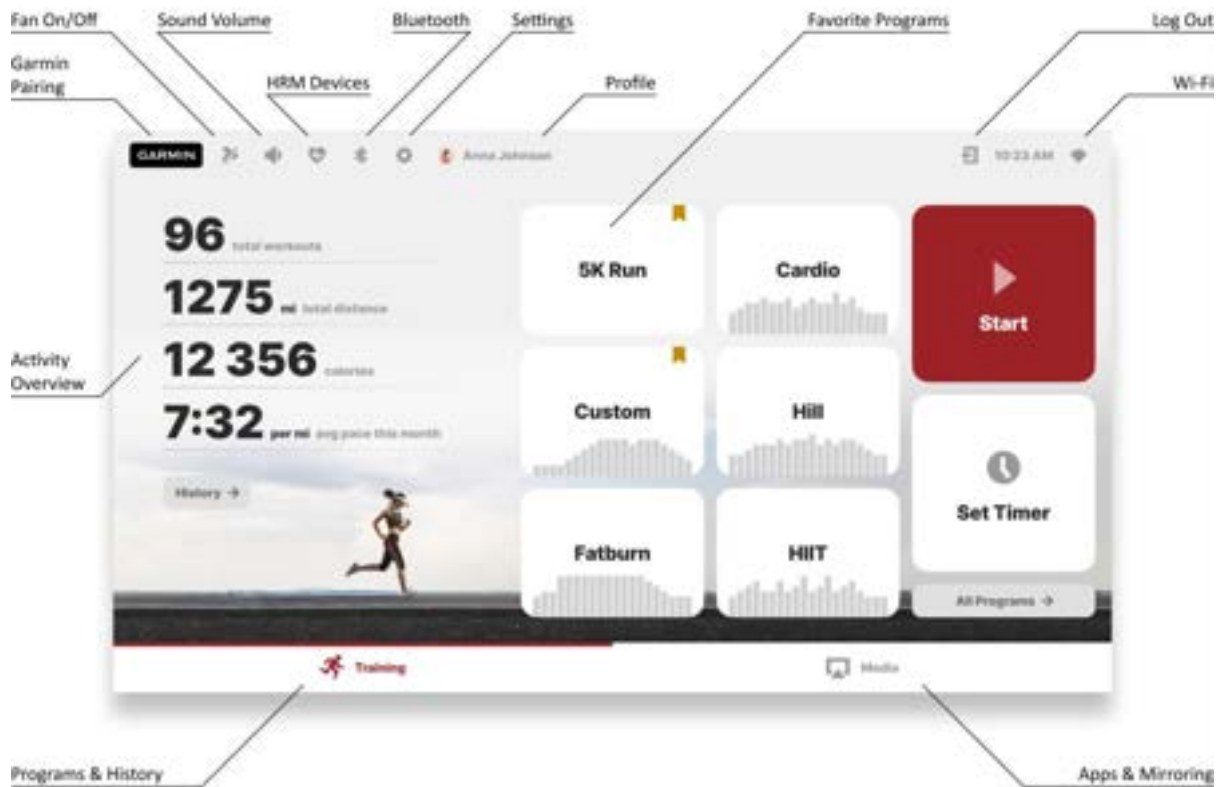 Fan On/Off
Sound Volume
Bluetooth
Settings
Favorite Programs
Log Out
Garmin
Pairing
HRM Devices
Profile
Wi-Fi
GARMIN
Anna Johnson
10:23 AM
96 total workouts
5K Run
Cardio
Start
1275 mi total distance
Activity
Overview
12 356 calories
7:32 per mi avg pace this month
Custom
Hill
Set Timer
History →
Fatburn
HIIT
All Programs →
Training
Media
Programs & History
Apps & Mirroring